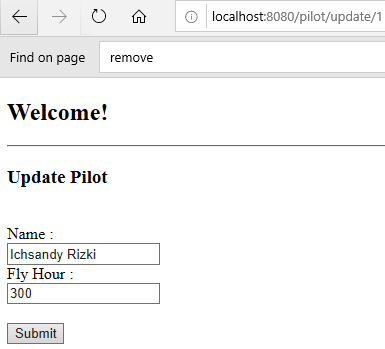 localhost:8080/pilot/update/1
Find on page remove
Welcome!
Update Pilot
Name :
Ichsandy Rizki
Fly Hour :
300
Submit